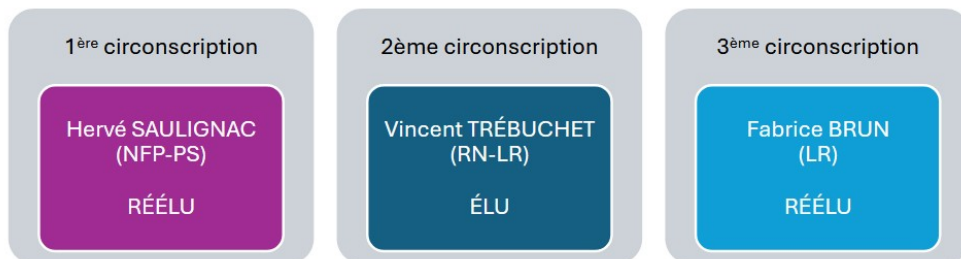 1ère circonscription
Hervé SAULIGNAC
(NFP-PS)
RÉÉLU
2ème circonscription
Vincent TRÉBUCHET
(RN-LR)
ÉLU
3ème circonscription
Fabrice BRUN
(LR)
RÉÉLU